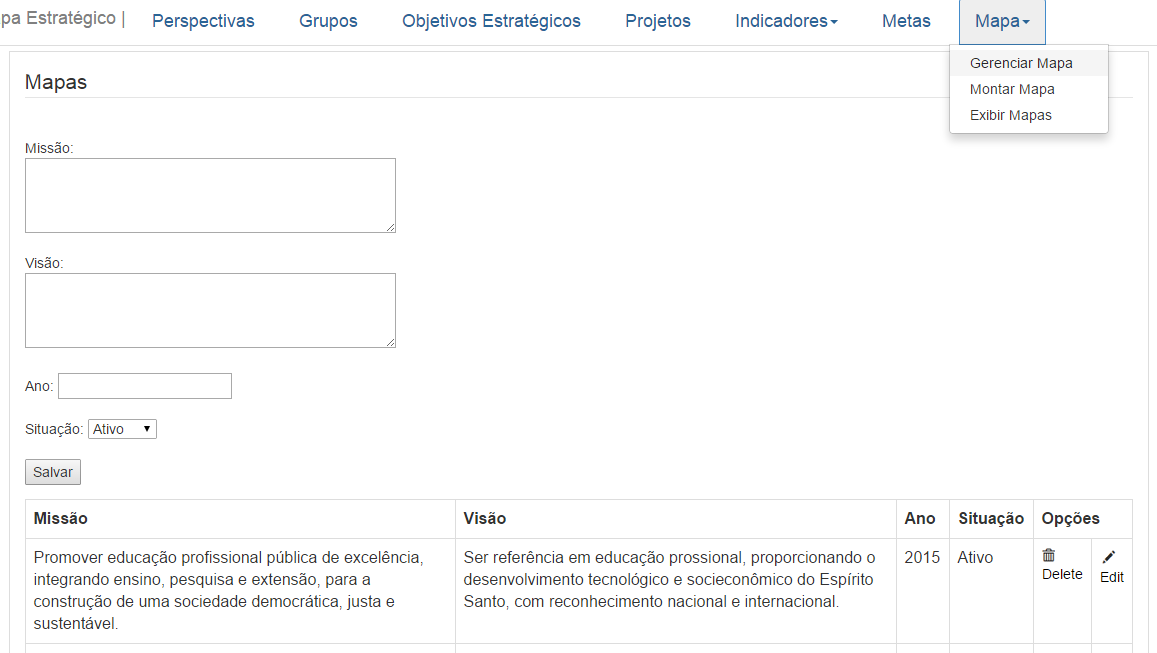 pa Estratégico | Perspectivas Grupos Objetivos Estratégicos Projetos Indicadores Metas Mapa
Gerenciar Mapa
Montar Mapa
Exibir Mapas
Mapas
Missão:
Visão:
Ano:
Situação: Ativo
Salvar
Missão Visão Ano Situação Opções
Promover educação profissional pública de excelência,
integrando ensino, pesquisa e extensão, para a
construção de uma sociedade democrática, justa e
sustentável.
Ser referência em educação prossional, proporcionando o
desenvolvimento tecnológico e socieconômico do Espírito
Santo, com reconhecimento nacional e internacional.
2015
Ativo
Delete
Edit